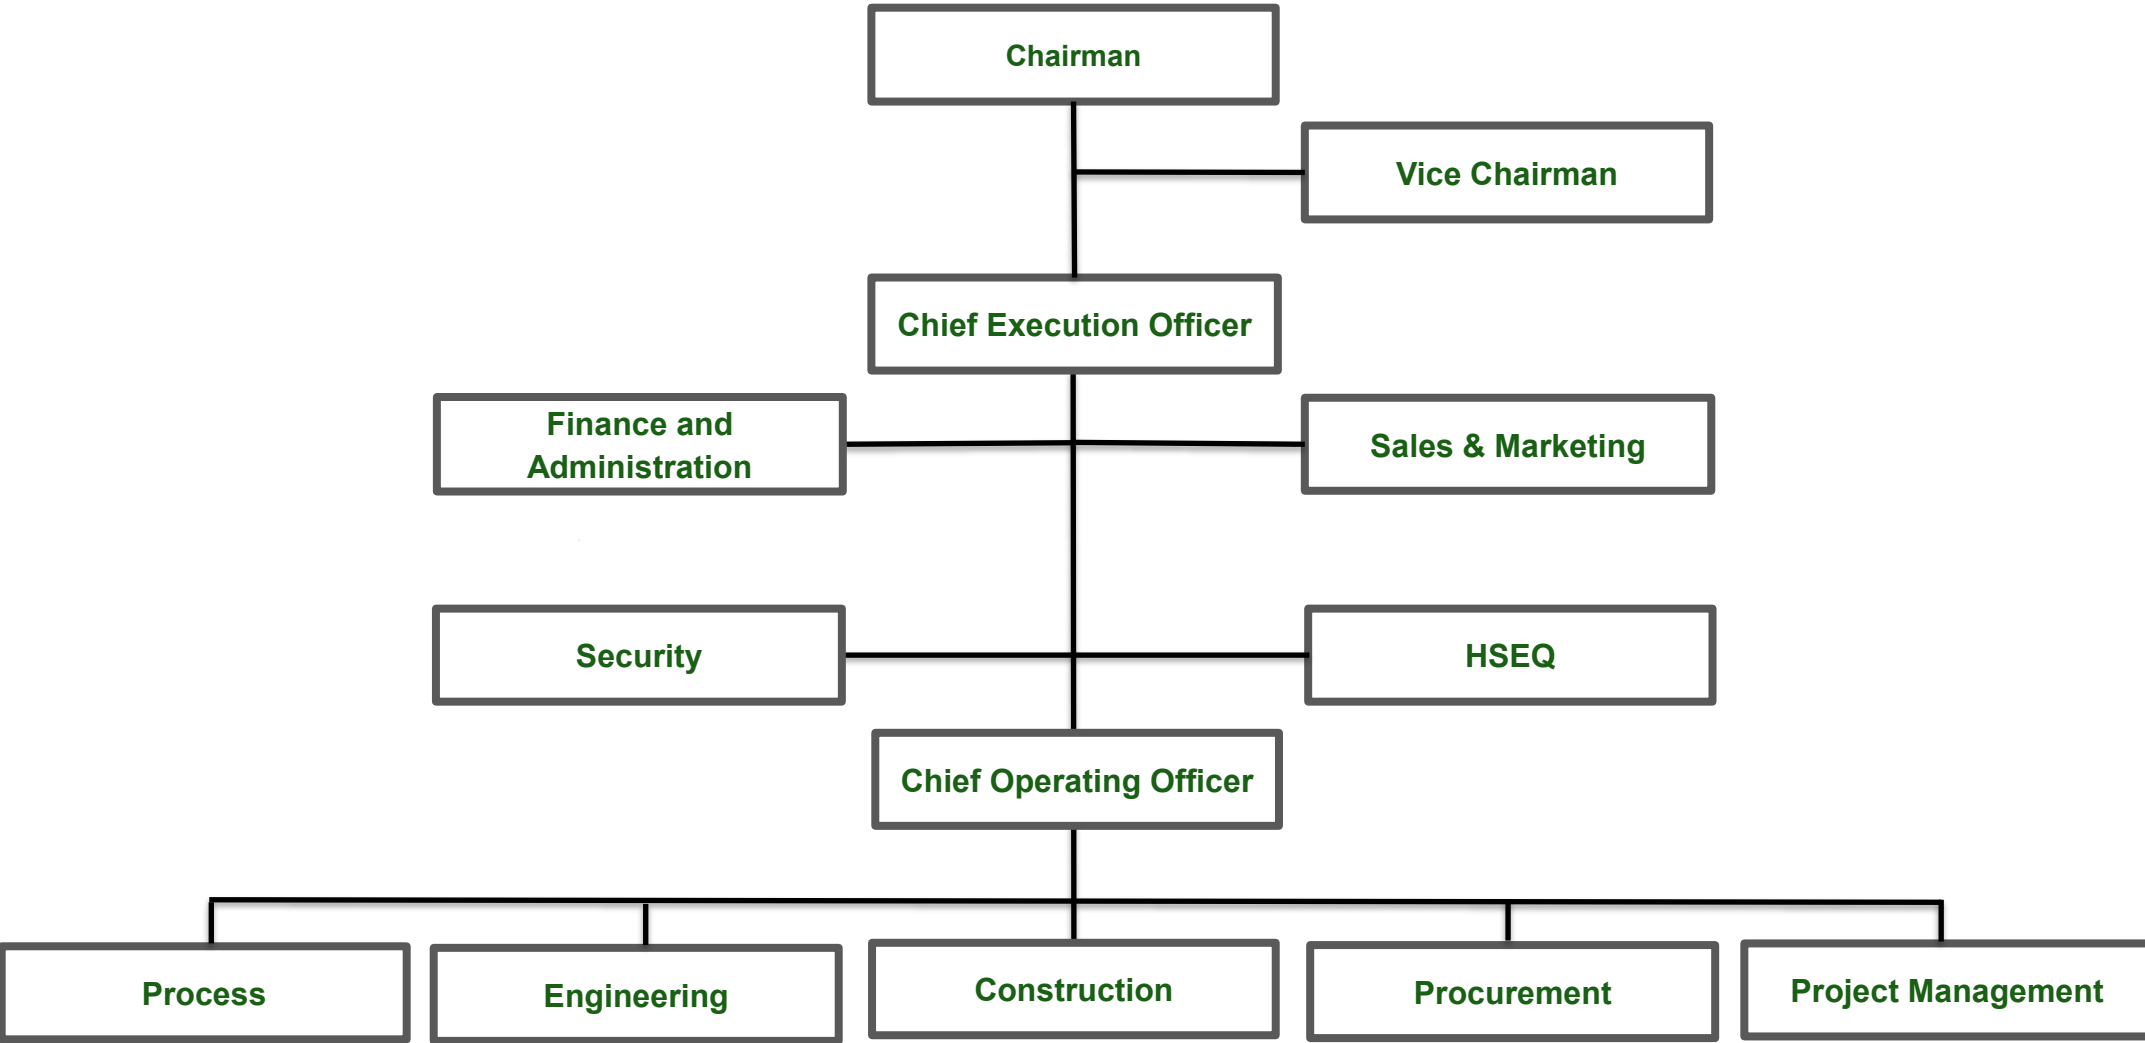 Chairman
Vice Chairman
Chief Execution Officer
Finance and
Administration
Sales & Marketing
Security
HSEQ
Chief Operating Officer
Process
Engineering
Construction
Procurement
Project Management